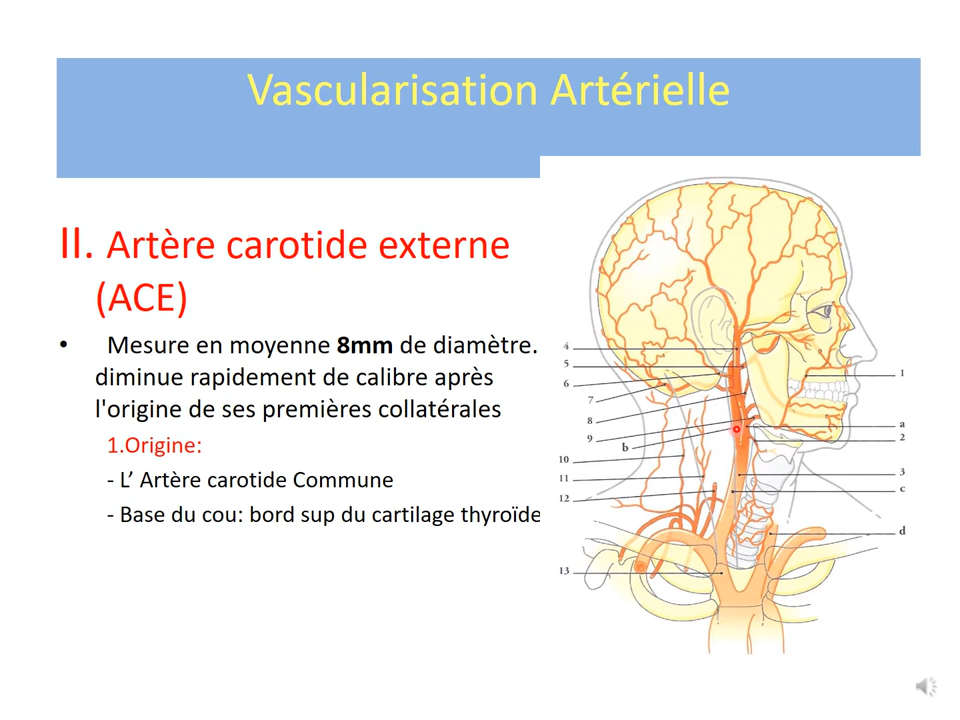 Vascularisation Artérielle
II. Artère carotide externe
(ACE)
• Mesure en moyenne 8mm de diamètre.
diminue rapidement de calibre après
l'origine de ses premières collatérales
1.Origine:
- L’ Artère carotide Commune
- Base du cou: bord sup du cartilage thyroïde
4
5
6
7
8
9
b
10
11
12
13
1
a
2
3
c
d